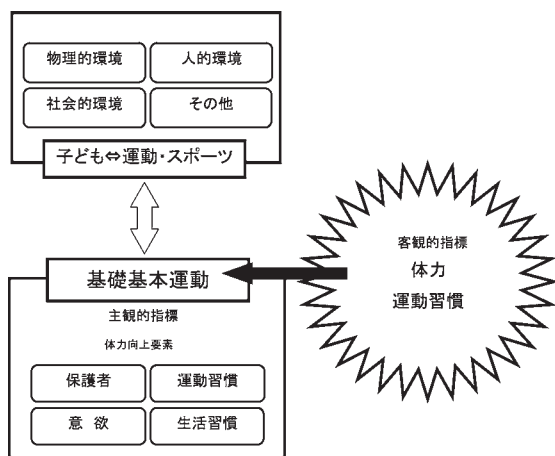 物理的環境
人的環境
社会的環境
その他
子ども⇔運動・スポーツ
基礎基本運動
主観的指標
体力向上要素
保護者
運動習慣
意 欲
生活習慣
客観的指標
体力
運動習慣